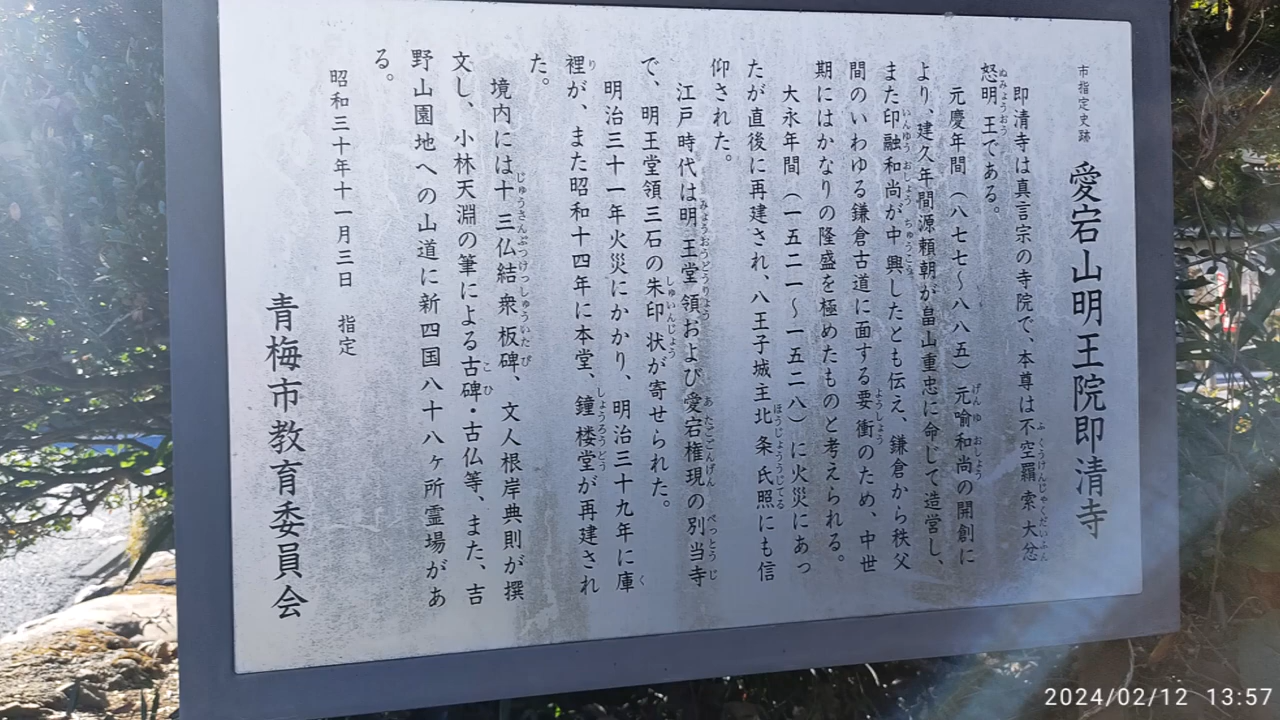 市指定史跡 愛宕山明王院即清寺
即清寺は真言宗の寺院で、本尊は不空羂索大忿
怒明王である。
元慶年間（八七七〜八八五）元喩和尚の開創に
より、建久年間源頼朝が畠山重忠に命じて造営し、
また印融和尚が中興したとも伝え、鎌倉から秩父
間のいわゆる鎌倉古道に面する要衝のため、中世
期にはかなりの隆盛を極めたものと考えられる。
大永年間（一五二一〜一五二八）に火災にあっ
たが直後に再建され、八王子城主北条氏照にも信
仰された。
江戸時代は明王堂領および愛宕権現の別当寺
で、明王堂領三石の朱印状が寄せられた。
明治三十一年火災にかかり、明治三十九年に庫
裡が、また昭和十四年に本堂、鐘楼堂が再建され
た。
境内には十三仏結衆板碑、文人根岸典則が撰
文し、小林天淵の筆による古碑・古仏等、また、吉
野山園地への山道に新四国八十八ヶ所霊場があ
る。
昭和三十年十一月三日 指定
青梅市教育委員会
2024/02/12 13:57